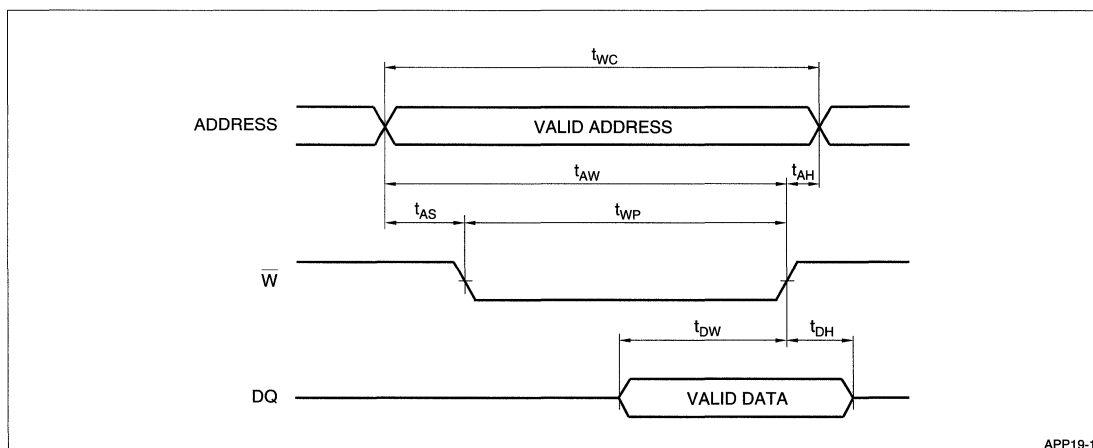 tWC
ADDRESS VALID ADDRESS
tAW tAH
tAS tWP
W̅
tDW tDH
DQ VALID DATA
APP19-1